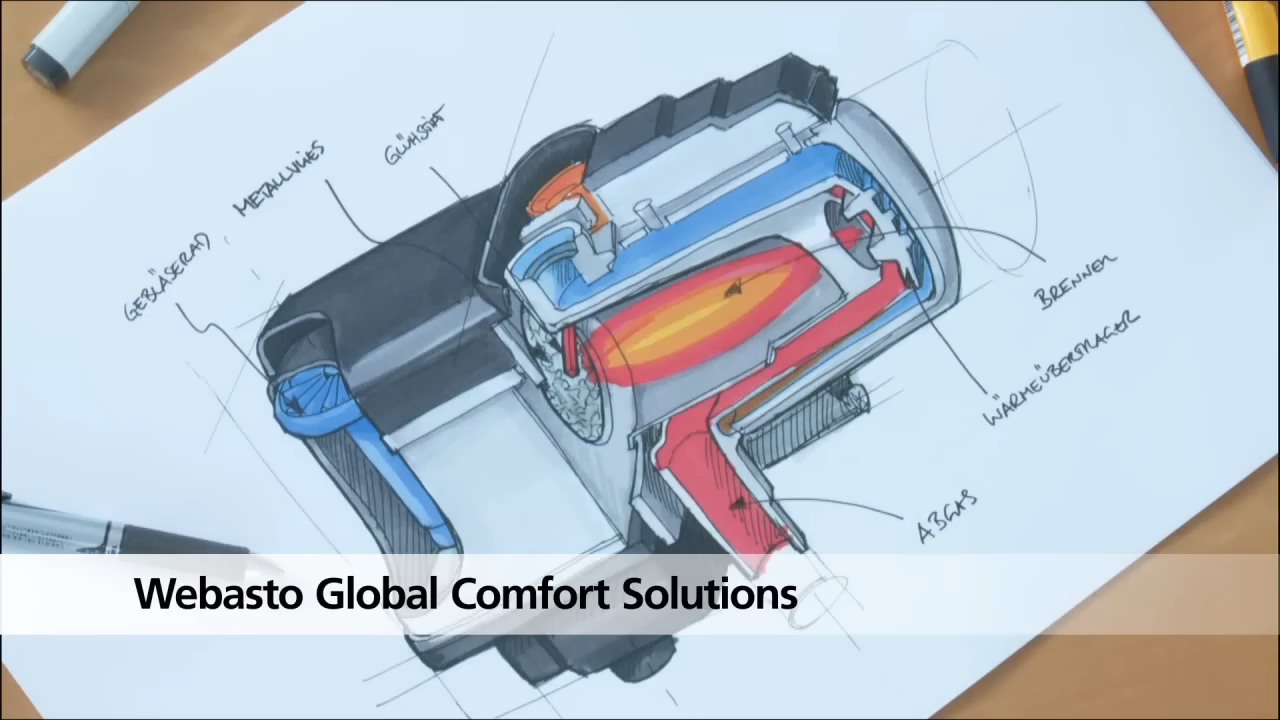 GLÜHSTIFT
METALLVLIES
GEBLÄSERAD
BRENNER
WÄRMEÜBERTRAGER
ABGAS
Webasto Global Comfort Solutions